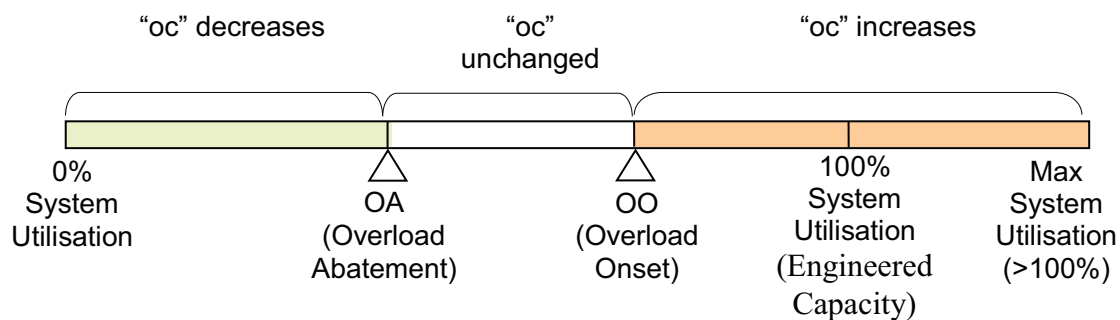 “oc” decreases
“oc”
unchanged
“oc” increases
0%
System
Utilisation
OA
(Overload
Abatement)
OO
(Overload
Onset)
100%
System
Utilisation
(Engineered
Capacity)
Max
System
Utilisation
(>100%)